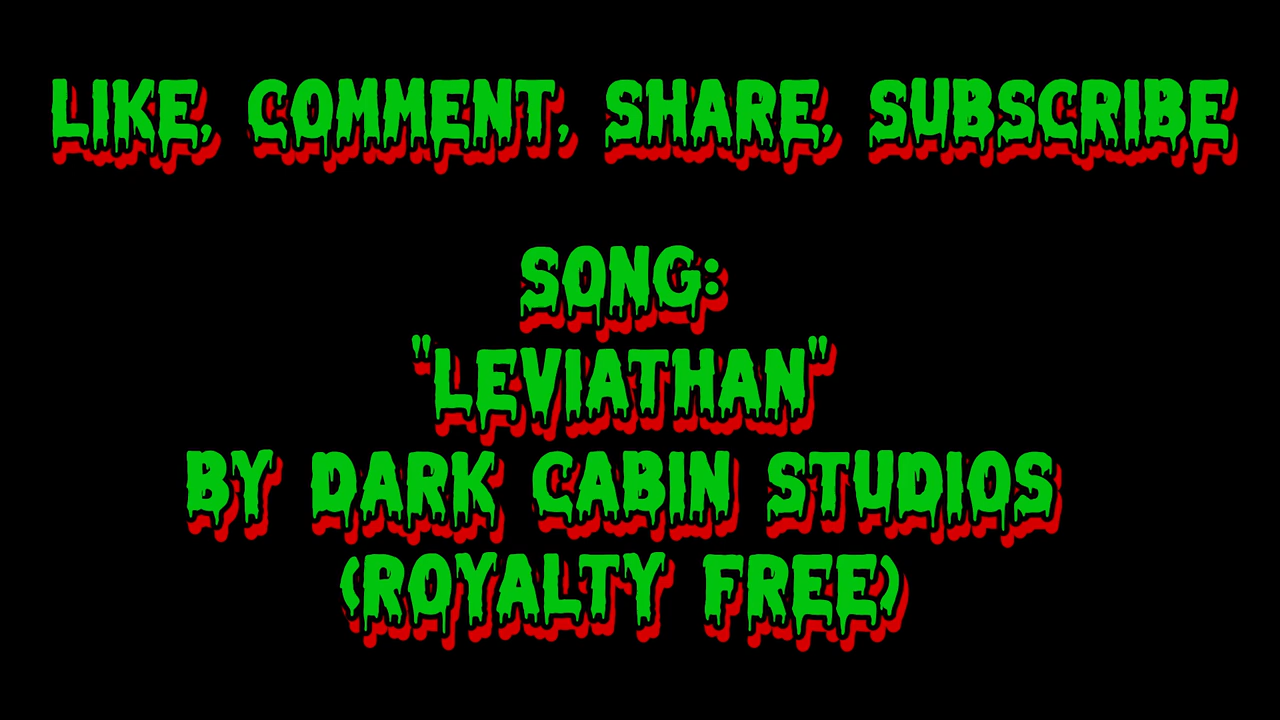 LIKE, COMMENT, SHARE, SUBSCRIBE
SONG:
"LEVIATHAN"
BY DARK CABIN STUDIOS
(ROYALTY FREE)